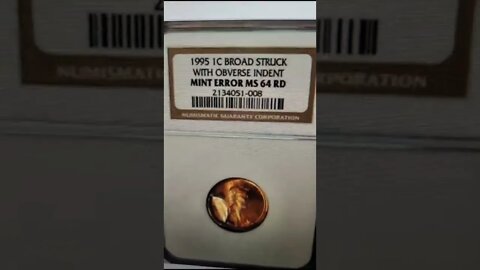 1995 1C BROAD STRUCK
WITH OBVERSE INDENT
MINT ERROR MS 64 RD
2134051-008
NUMISMATIC GUARANTY CORPORATION